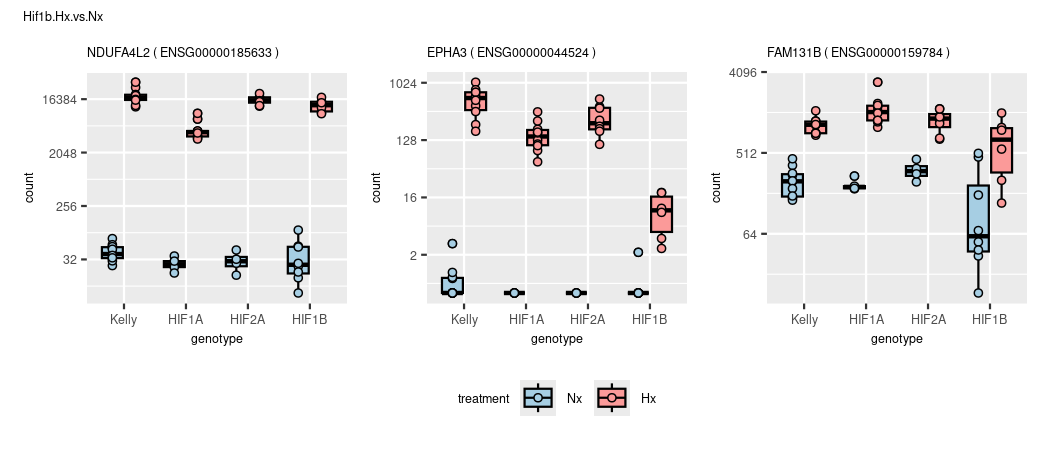 Hif1b.Hx.vs.Nx
NDUFA4L2 ( ENSG00000185633 )
count
16384
2048
256
32
Kelly HIF1A HIF2A HIF1B
genotype
EPHA3 ( ENSG00000044524 )
count
1024
128
16
2
Kelly HIF1A HIF2A HIF1B
genotype
FAM131B ( ENSG00000159784 )
count
4096
512
64
Kelly HIF1A HIF2A HIF1B
genotype
treatment Nx Hx